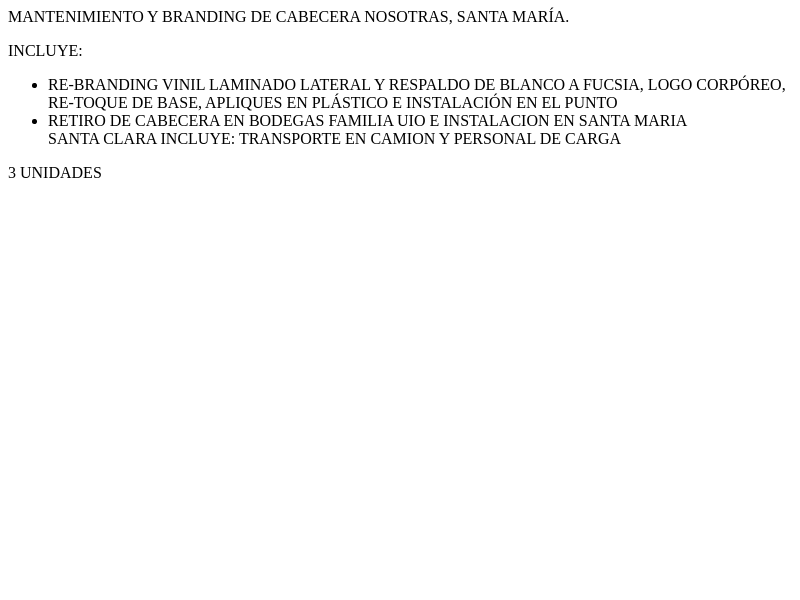 MANTENIMIENTO Y BRANDING DE CABECERA NOSOTRAS, SANTA MARÍA.
INCLUYE:
RE-BRANDING VINIL LAMINADO LATERAL Y RESPALDO DE BLANCO A FUCSIA, LOGO CORPÓREO,
RE-TOQUE DE BASE, APLIQUES EN PLÁSTICO E INSTALACIÓN EN EL PUNTO
RETIRO DE CABECERA EN BODEGAS FAMILIA UIO E INSTALACION EN SANTA MARIA
SANTA CLARA INCLUYE: TRANSPORTE EN CAMION Y PERSONAL DE CARGA
3 UNIDADES